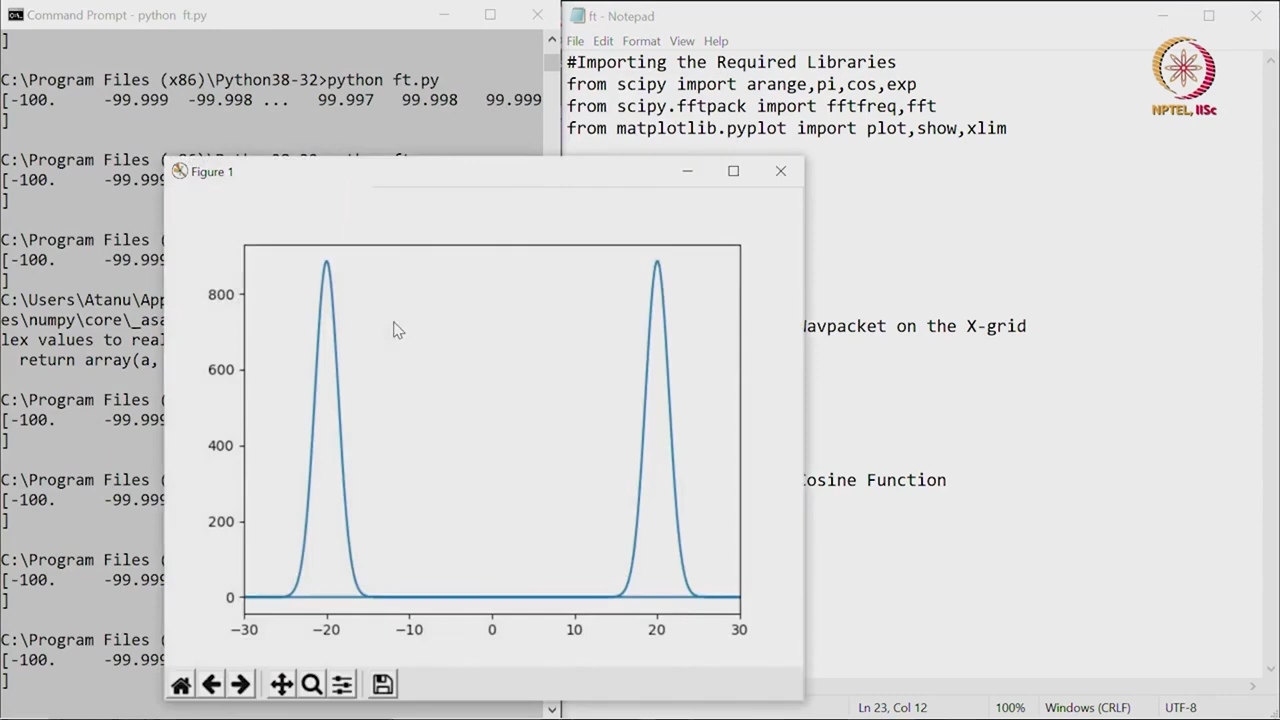 Command Prompt - python ft.py
]
C:\Program Files (x86)\Python38-32>python ft.py
[-100. -99.999 -99.998 ... 99.997 99.998 99.999
]
C:\Program Files (x86)\Python38-32>python ft
[-100. -99.999
]
C:\Program Files (
[-100. -99.999
]
C:\Users\Atanu\App
es\numpy\core\_asa
lex values to real
return array(a,
C:\Program Files (
[-100. -99.999
]
C:\Program Files (
[-100. -99.999
]
C:\Program Files (
[-100. -99.999
]
C:\Program Files (
[-100. -99.999
]
ft - Notepad
File Edit Format View Help
#Importing the Required Libraries
from scipy import arange,pi,cos,exp
from scipy.fftpack import fftfreq,fft
from matplotlib.pyplot import plot,show,xlim
Wavpacket on the X-grid
Cosine Function
Ln 23, Col 12 100% Windows (CRLF) UTF-8
NPTEL, IISc
Figure 1
800
600
400
200
0
−30 −20 −10 0 10 20 30